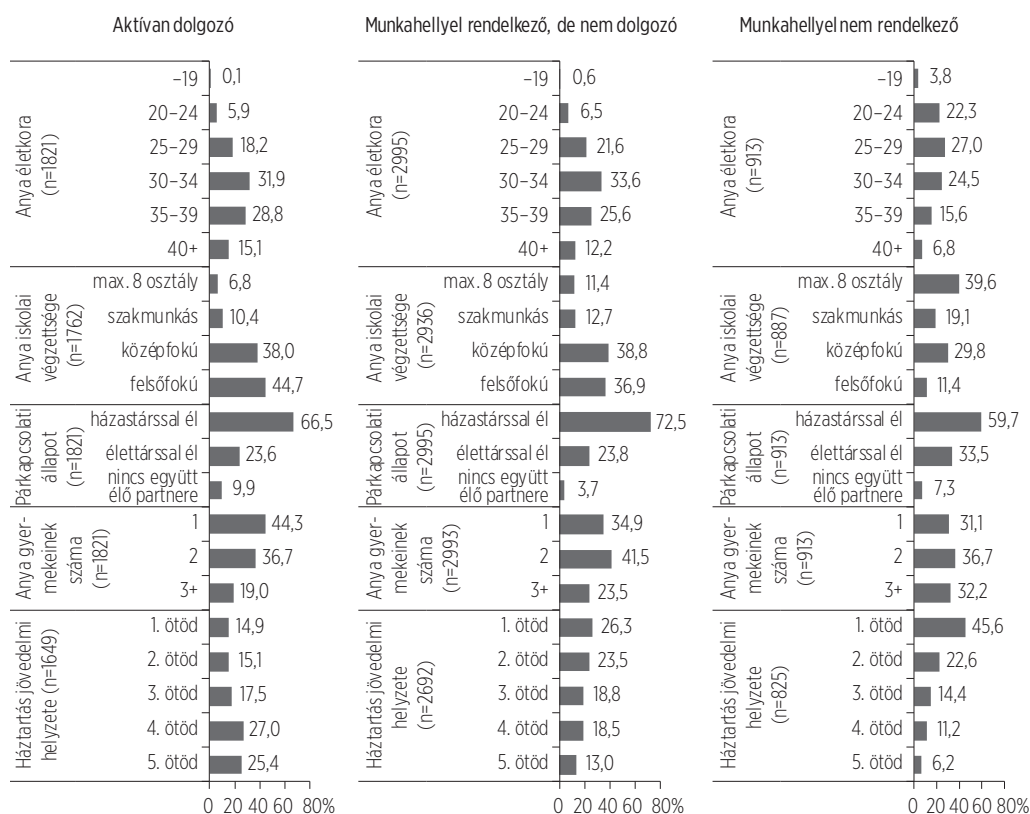 Aktívan dolgozó
Anya életkora
(n=1821)
–19 0,1
20–24 5,9
25–29 18,2
30–34 31,9
35–39 28,8
40+ 15,1
Anya iskolai
végzettsége
(n=1762)
max. 8 osztály 6,8
szakmunkás 10,4
középfokú 38,0
felsőfokú 44,7
Párkapcsolati
állapot
(n=1821)
házastárssal él 66,5
élettárssal él 23,6
nincs együtt
élő partnere 9,9
Anya gyer-
mekeinek
száma
(n=1821)
1 44,3
2 36,7
3+ 19,0
Háztartás jövedelmi
helyzete (n=1649)
1. ötöd 14,9
2. ötöd 15,1
3. ötöd 17,5
4. ötöd 27,0
5. ötöd 25,4
0 20 40 60 80%
Munkahellyel rendelkező, de nem dolgozó
Anya életkora
(n=2995)
–19 0,6
20–24 6,5
25–29 21,6
30–34 33,6
35–39 25,6
40+ 12,2
Anya iskolai
végzettsége
(n=2936)
max. 8 osztály 11,4
szakmunkás 12,7
középfokú 38,8
felsőfokú 36,9
Párkapcsolati
állapot
(n=2995)
házastárssal él 72,5
élettárssal él 23,8
nincs együtt
élő partnere 3,7
Anya gyer-
mekeinek
száma
(n=2993)
1 34,9
2 41,5
3+ 23,5
Háztartás jövedelmi
helyzete
(n=2692)
1. ötöd 26,3
2. ötöd 23,5
3. ötöd 18,8
4. ötöd 18,5
5. ötöd 13,0
0 20 40 60 80%
Munkahellyel nem rendelkező
Anya életkora
(n=913)
–19 3,8
20–24 22,3
25–29 27,0
30–34 24,5
35–39 15,6
40+ 6,8
Anya iskolai
végzettsége
(n=887)
max. 8 osztály 39,6
szakmunkás 19,1
középfokú 29,8
felsőfokú 11,4
Párkapcsolati
állapot
(n=913)
házastárssal él 59,7
élettárssal él 33,5
nincs együtt
élő partnere 7,3
Anya gyer-
mekeinek
száma
(n=913)
1 31,1
2 36,7
3+ 32,2
Háztartás jövedelmi
helyzete
(n=825)
1. ötöd 45,6
2. ötöd 22,6
3. ötöd 14,4
4. ötöd 11,2
5. ötöd 6,2
0 20 40 60 80%